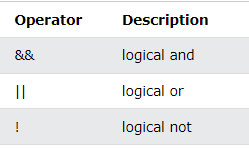 Operator Description
&& logical and
|| logical or
! logical not